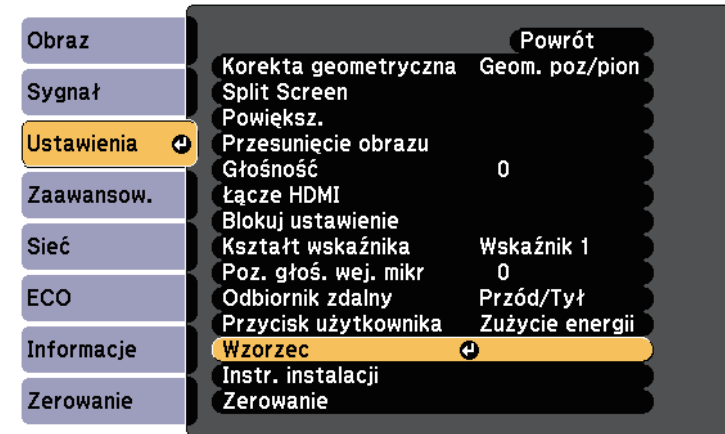 Obraz
Sygnał
Ustawienia
Zaawansow.
Sieć
ECO
Informacje
Zerowanie
Powrót
Korekta geometryczna Geom. poz/pion
Split Screen
Powiększ.
Przesunięcie obrazu
Głośność 0
Łącze HDMI
Blokuj ustawienie
Kształt wskaźnika Wskaźnik 1
Poz. głoś. wej. mikr 0
Odbiornik zdalny Przód/Tył
Przycisk użytkownika Zużycie energii
Wzorzec
Instr. instalacji
Zerowanie